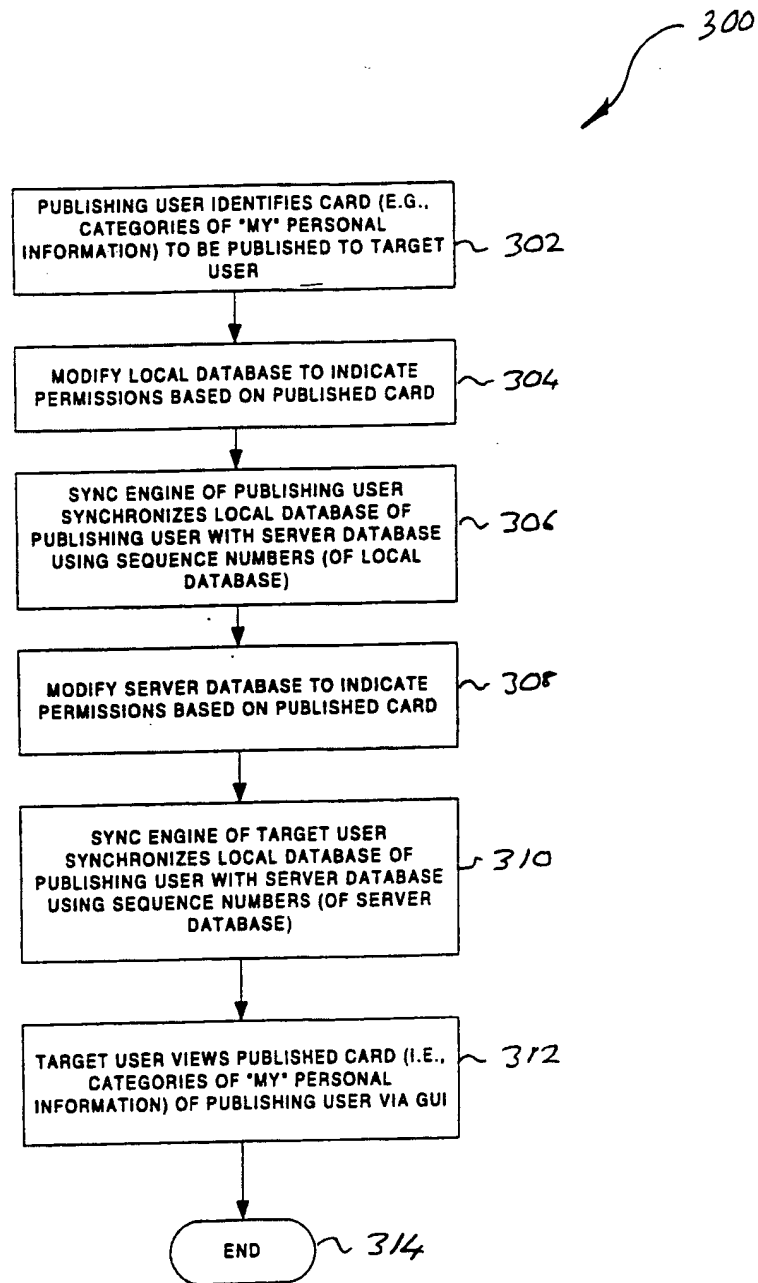 300
PUBLISHING USER IDENTIFIES CARD (E.G.,
CATEGORIES OF "MY" PERSONAL
INFORMATION) TO BE PUBLISHED TO TARGET
USER
302
MODIFY LOCAL DATABASE TO INDICATE
PERMISSIONS BASED ON PUBLISHED CARD
304
SYNC ENGINE OF PUBLISHING USER
SYNCHRONIZES LOCAL DATABASE OF
PUBLISHING USER WITH SERVER DATABASE
USING SEQUENCE NUMBERS (OF LOCAL
DATABASE)
306
MODIFY SERVER DATABASE TO INDICATE
PERMISSIONS BASED ON PUBLISHED CARD
308
SYNC ENGINE OF TARGET USER
SYNCHRONIZES LOCAL DATABASE OF
PUBLISHING USER WITH SERVER DATABASE
USING SEQUENCE NUMBERS (OF SERVER
DATABASE)
310
TARGET USER VIEWS PUBLISHED CARD (I.E.,
CATEGORIES OF "MY" PERSONAL
INFORMATION) OF PUBLISHING USER VIA GUI
312
END
314